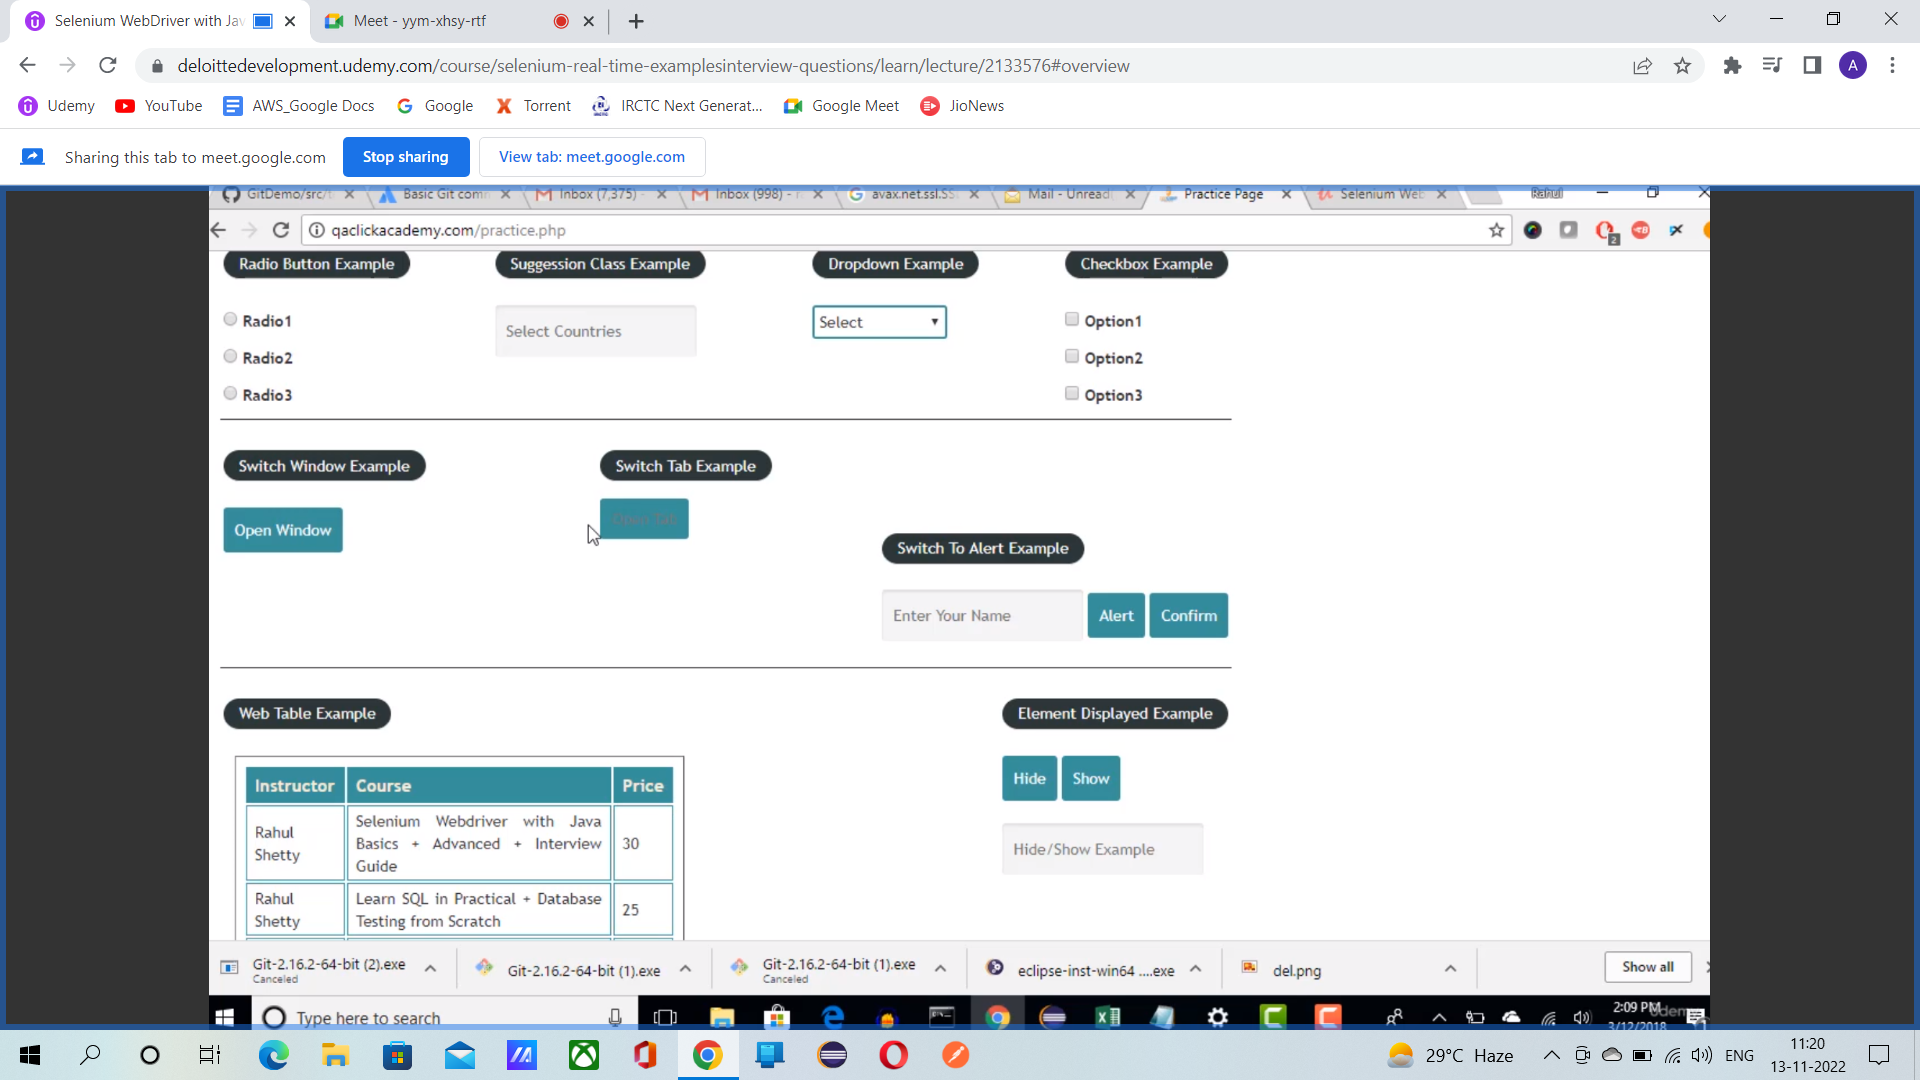 Selenium WebDriver with Jav
Meet - yym-xhsy-rtf
deloittedevelopment.udemy.com/course/selenium-real-time-examplesinterview-questions/learn/lecture/2133576#overview
A
Udemy
YouTube
AWS_Google Docs
Google
Torrent
IRCTC Next Generat...
Google Meet
JioNews
Sharing this tab to meet.google.com
Stop sharing
View tab: meet.google.com
GitDemo/src/t
Basic Git comm
Inbox (7,375) -
Inbox (998) - r
avax.net.ssl.SS
Mail - Unread
Practice Page
Selenium Web
Rahul
qaclickacademy.com/practice.php
2
Radio Button Example
Suggession Class Example
Dropdown Example
Checkbox Example
Radio1
Radio2
Radio3
Select Countries
Select
Option1
Option2
Option3
Switch Window Example
Switch Tab Example
Open Window
Open Tab
Switch To Alert Example
Enter Your Name
Alert
Confirm
Web Table Example
Element Displayed Example
Hide
Show
Hide/Show Example
Instructor Course Price
Rahul Shetty
Selenium Webdriver with Java
Basics + Advanced + Interview
Guide
30
Rahul Shetty
Learn SQL in Practical + Database
Testing from Scratch
25
Git-2.16.2-64-bit (2).exe
Canceled
Git-2.16.2-64-bit (1).exe
Git-2.16.2-64-bit (1).exe
Canceled
eclipse-inst-win64 ....exe
del.png
Show all
Type here to search
2:09 PM
3/12/2018
29°C Haze
ENG
11:20
13-11-2022